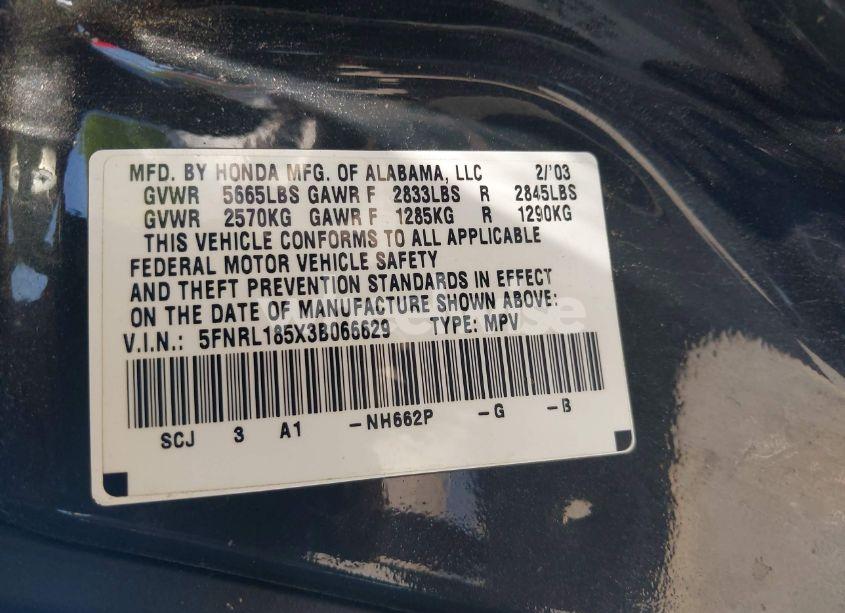 MFD. BY HONDA MFG. OF ALABAMA, LLC 2/'03
GVWR 5665LBS GAWR F 2833LBS R 2845LBS
GVWR 2570KG GAWR F 1285KG R 1290KG
THIS VEHICLE CONFORMS TO ALL APPLICABLE
FEDERAL MOTOR VEHICLE SAFETY
AND THEFT PREVENTION STANDARDS IN EFFECT
ON THE DATE OF MANUFACTURE SHOWN ABOVE:
V.I.N.: 5FNRL185X3B066629 TYPE: MPV
SCJ 3 A1 -NH662P -G -B